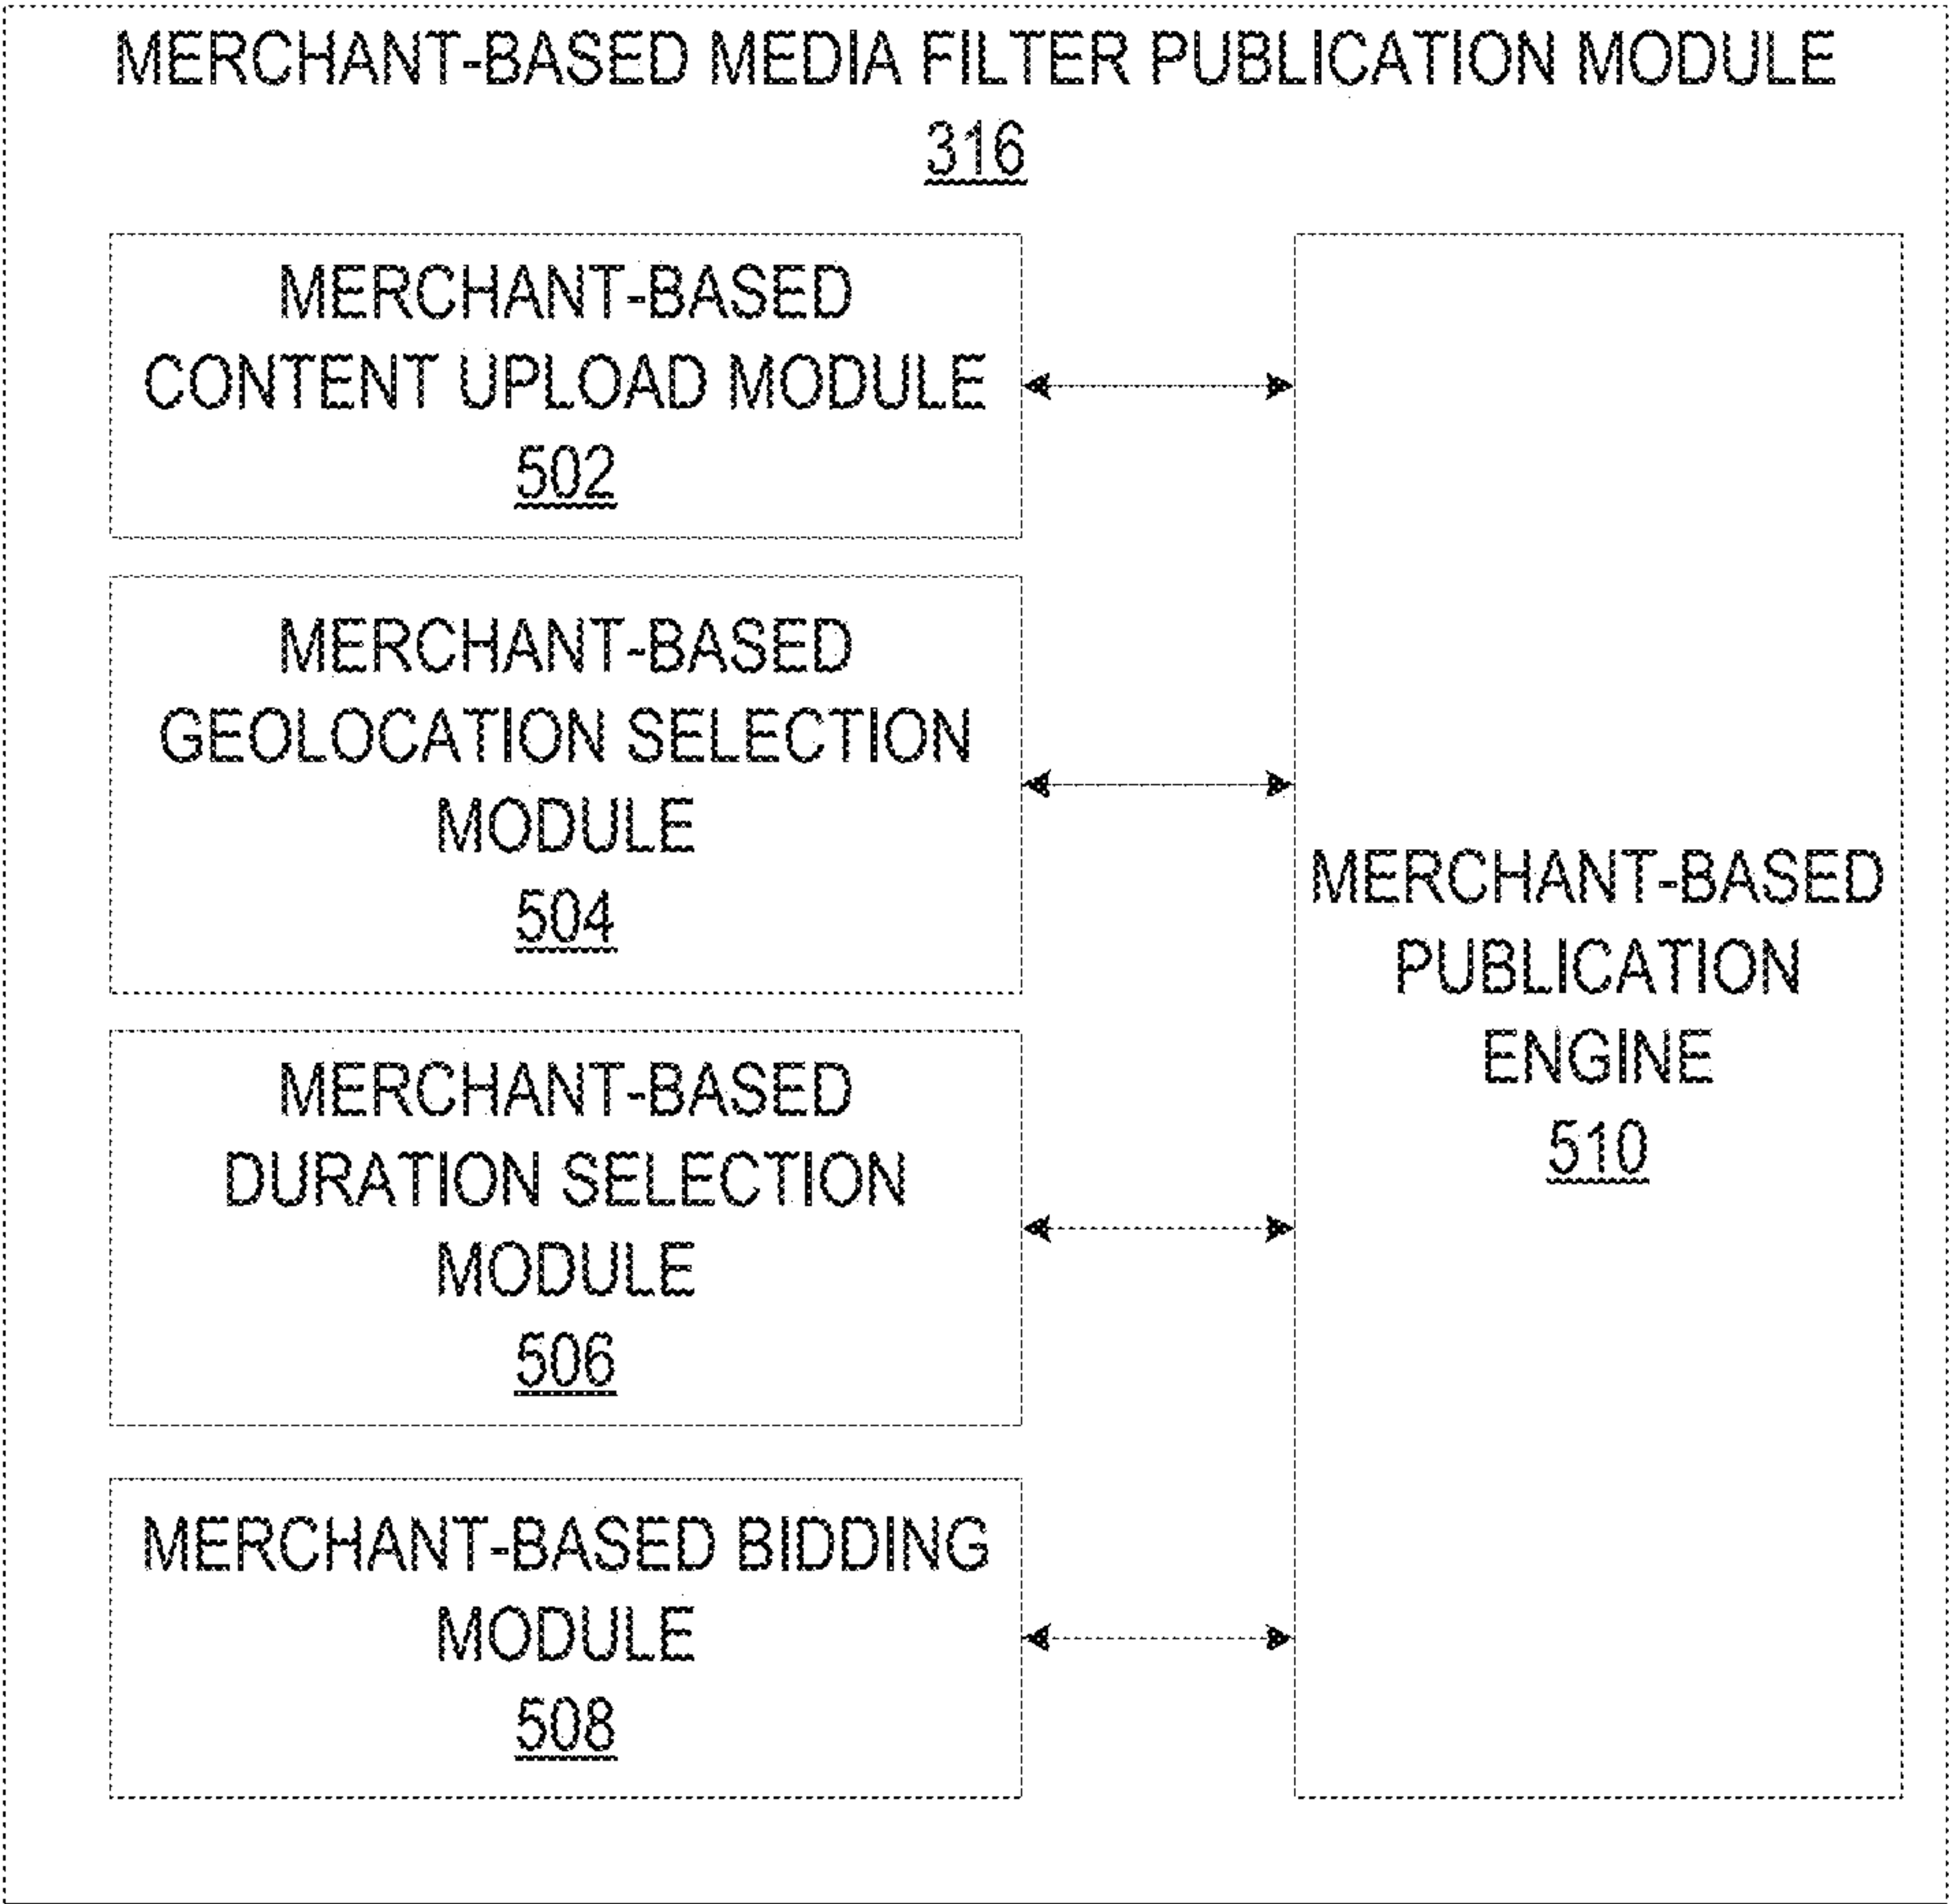 MERCHANT-BASED MEDIA FILTER PUBLICATION MODULE
316
MERCHANT-BASED
CONTENT UPLOAD MODULE
502
MERCHANT-BASED
GEOLOCATION SELECTION
MODULE
504
MERCHANT-BASED
DURATION SELECTION
MODULE
506
MERCHANT-BASED BIDDING
MODULE
508
MERCHANT-BASED
PUBLICATION
ENGINE
510